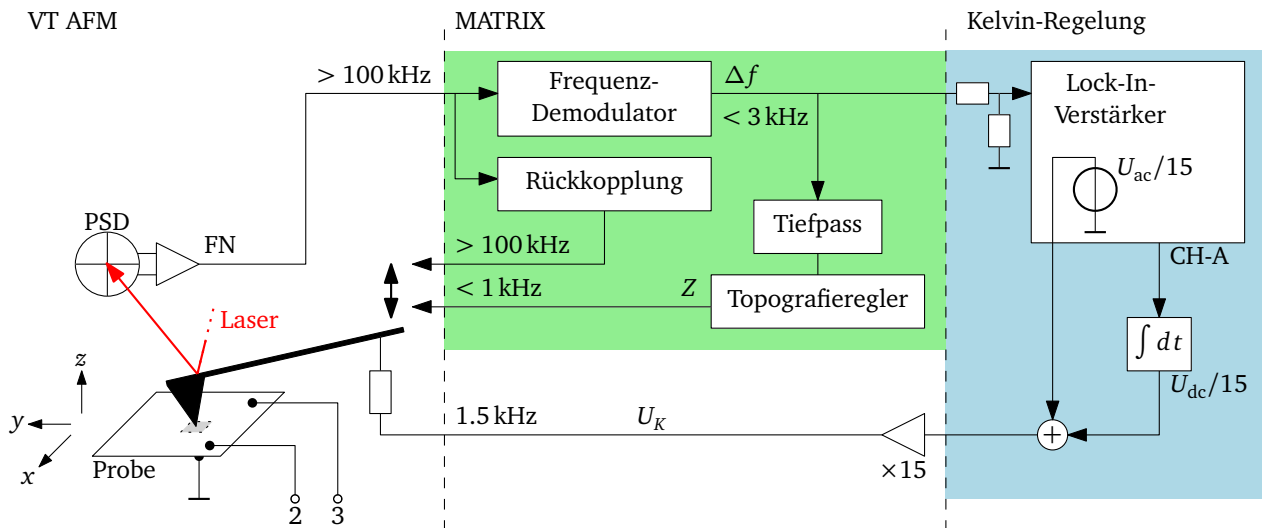 VT AFM
MATRIX
Kelvin-Regelung
> 100 kHz
Frequenz-
Demodulator
Δf
< 3 kHz
Lock-In-
Verstärker
U_ac/15
Rückkopplung
Tiefpass
PSD
FN
> 100 kHz
CH-A
< 1 kHz
Z
Topografieregler
Laser
∫ dt
z
U_dc/15
y
1.5 kHz
U_K
+
×15
x
Probe
2
3